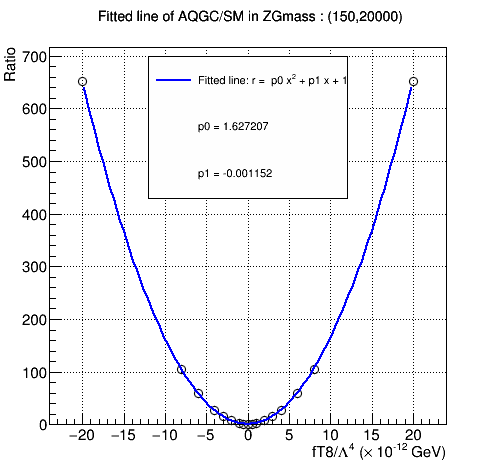 Fitted line of AQGC/SM in ZGmass : (150,20000)
Ratio
700
600
500
400
300
200
100
0
Fitted line: r = p0 x² + p1 x + 1
p0 = 1.627207
p1 = -0.001152
−20 −15 −10 −5 0 5 10 15 20
fT8/Λ⁴ (× 10⁻¹² GeV)